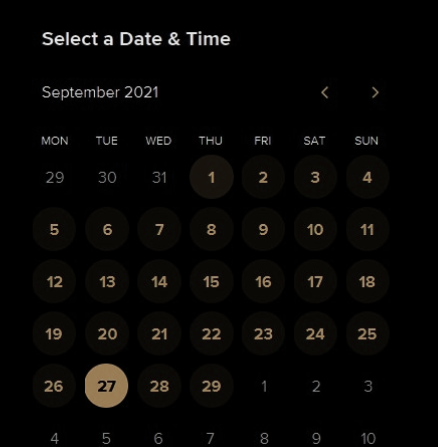 Select a Date & Time
September 2021
MON TUE WED THU FRI SAT SUN
29 30 31 1 2 3 4
5 6 7 8 9 10 11
12 13 14 15 16 17 18
19 20 21 22 23 24 25
26 27 28 29 1 2 3
4 5 6 7 8 9 10